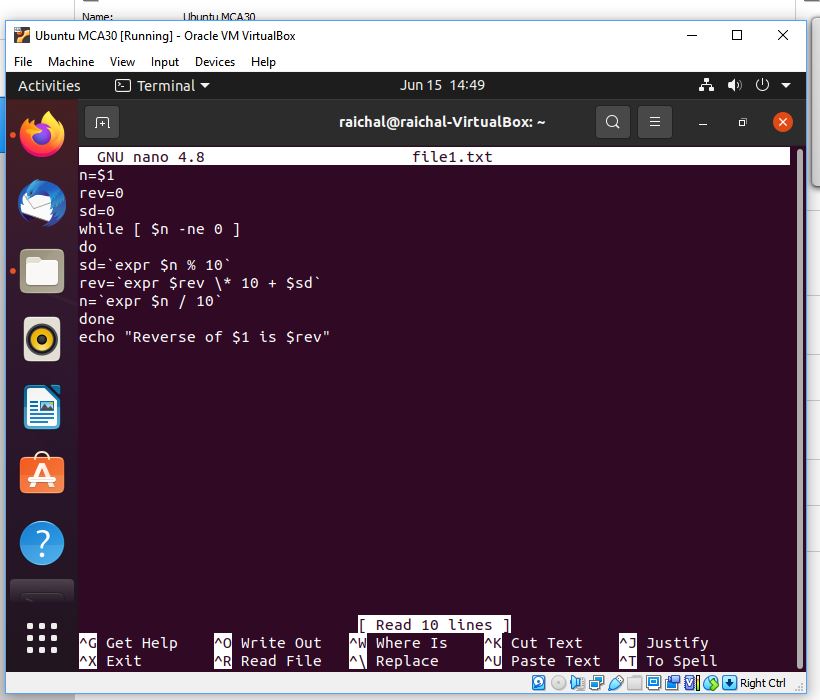 Name: Ubuntu MCA30
Ubuntu MCA30 [Running] - Oracle VM VirtualBox
File Machine View Input Devices Help
Activities Terminal Jun 15 14:49
raichal@raichal-VirtualBox: ~
GNU nano 4.8 file1.txt
n=$1
rev=0
sd=0
while [ $n -ne 0 ]
do
sd=`expr $n % 10`
rev=`expr $rev \* 10 + $sd`
n=`expr $n / 10`
done
echo "Reverse of $1 is $rev"
[ Read 10 lines ]
^G Get Help ^O Write Out ^W Where Is ^K Cut Text ^J Justify
^X Exit ^R Read File ^\ Replace ^U Paste Text ^T To Spell
Right Ctrl